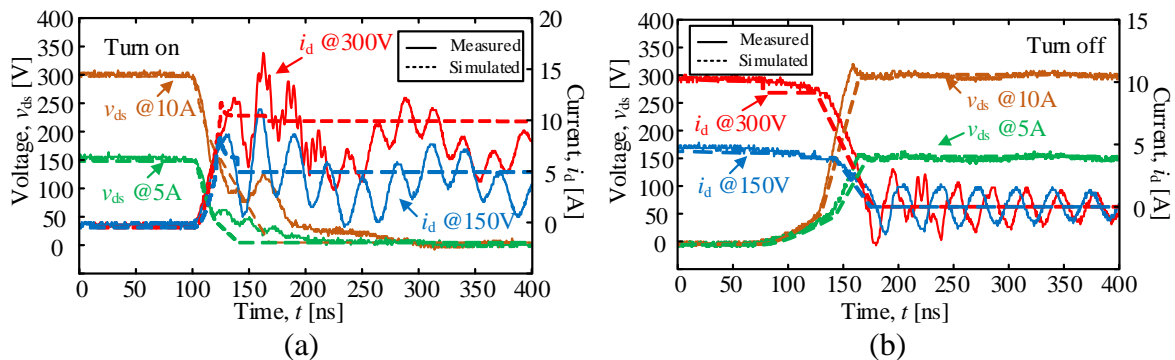 400
350
300
250
200
150
100
50
0
Voltage, vds [V]
Turn on
id @300V
Measured
Simulated
vds @10A
vds @5A
id @150V
20
15
10
5
0
Current, id [A]
0 50 100 150 200 250 300 350 400
Time, t [ns]
(a)
400
350
300
250
200
150
100
50
0
Voltage, vds [V]
Measured
Simulated
Turn off
vds @10A
id @300V
vds @5A
id @150V
15
10
5
0
Current, id [A]
0 50 100 150 200 250 300 350 400
Time, t [ns]
(b)